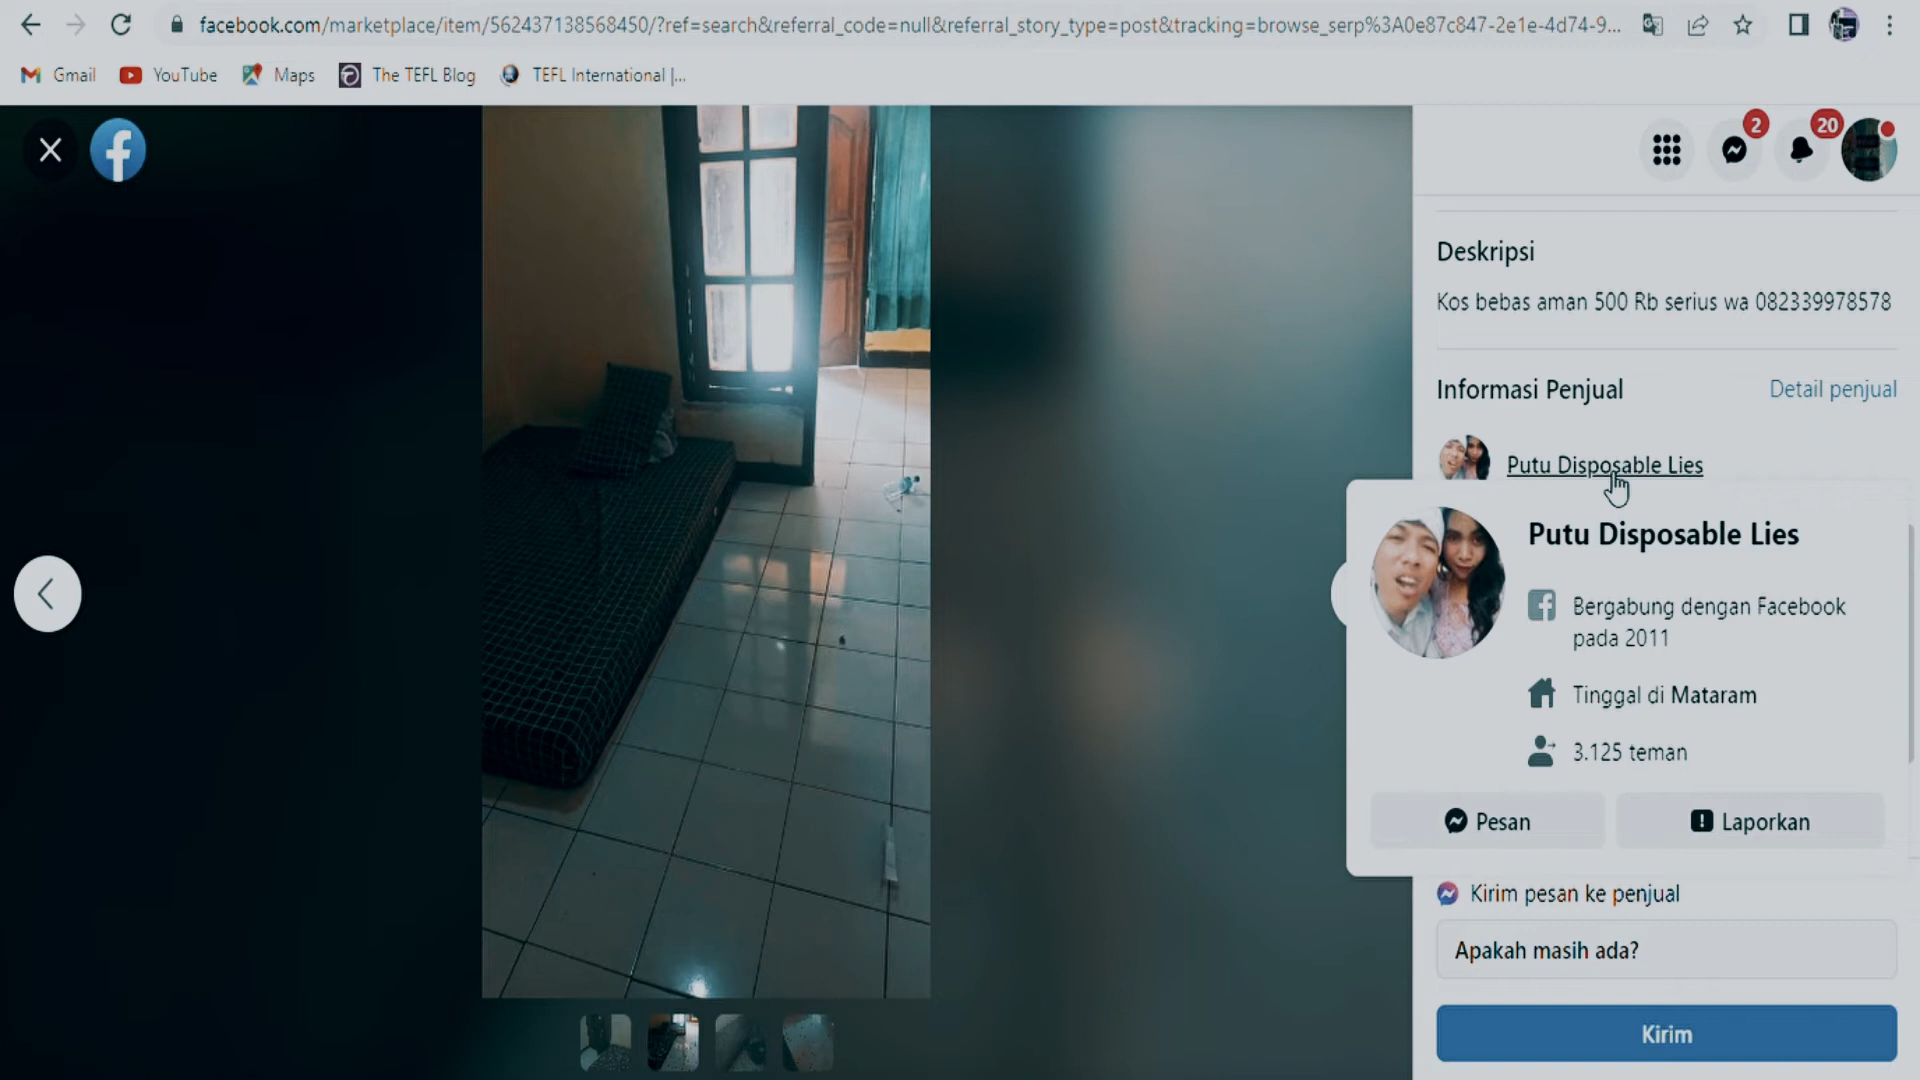 facebook.com/marketplace/item/562437138568450/?ref=search&referral_code=null&referral_story_type=post&tracking=browse_serp%3A0e87c847-2e1e-4d74-9...
Gmail YouTube Maps The TEFL Blog TEFL International |...
2 20
Deskripsi
Kos bebas aman 500 Rb serius wa 082339978578
Informasi Penjual Detail penjual
Putu Disposable Lies
Putu Disposable Lies
Bergabung dengan Facebook
pada 2011
Tinggal di Mataram
3.125 teman
Pesan Laporkan
Kirim pesan ke penjual
Apakah masih ada?
Kirim